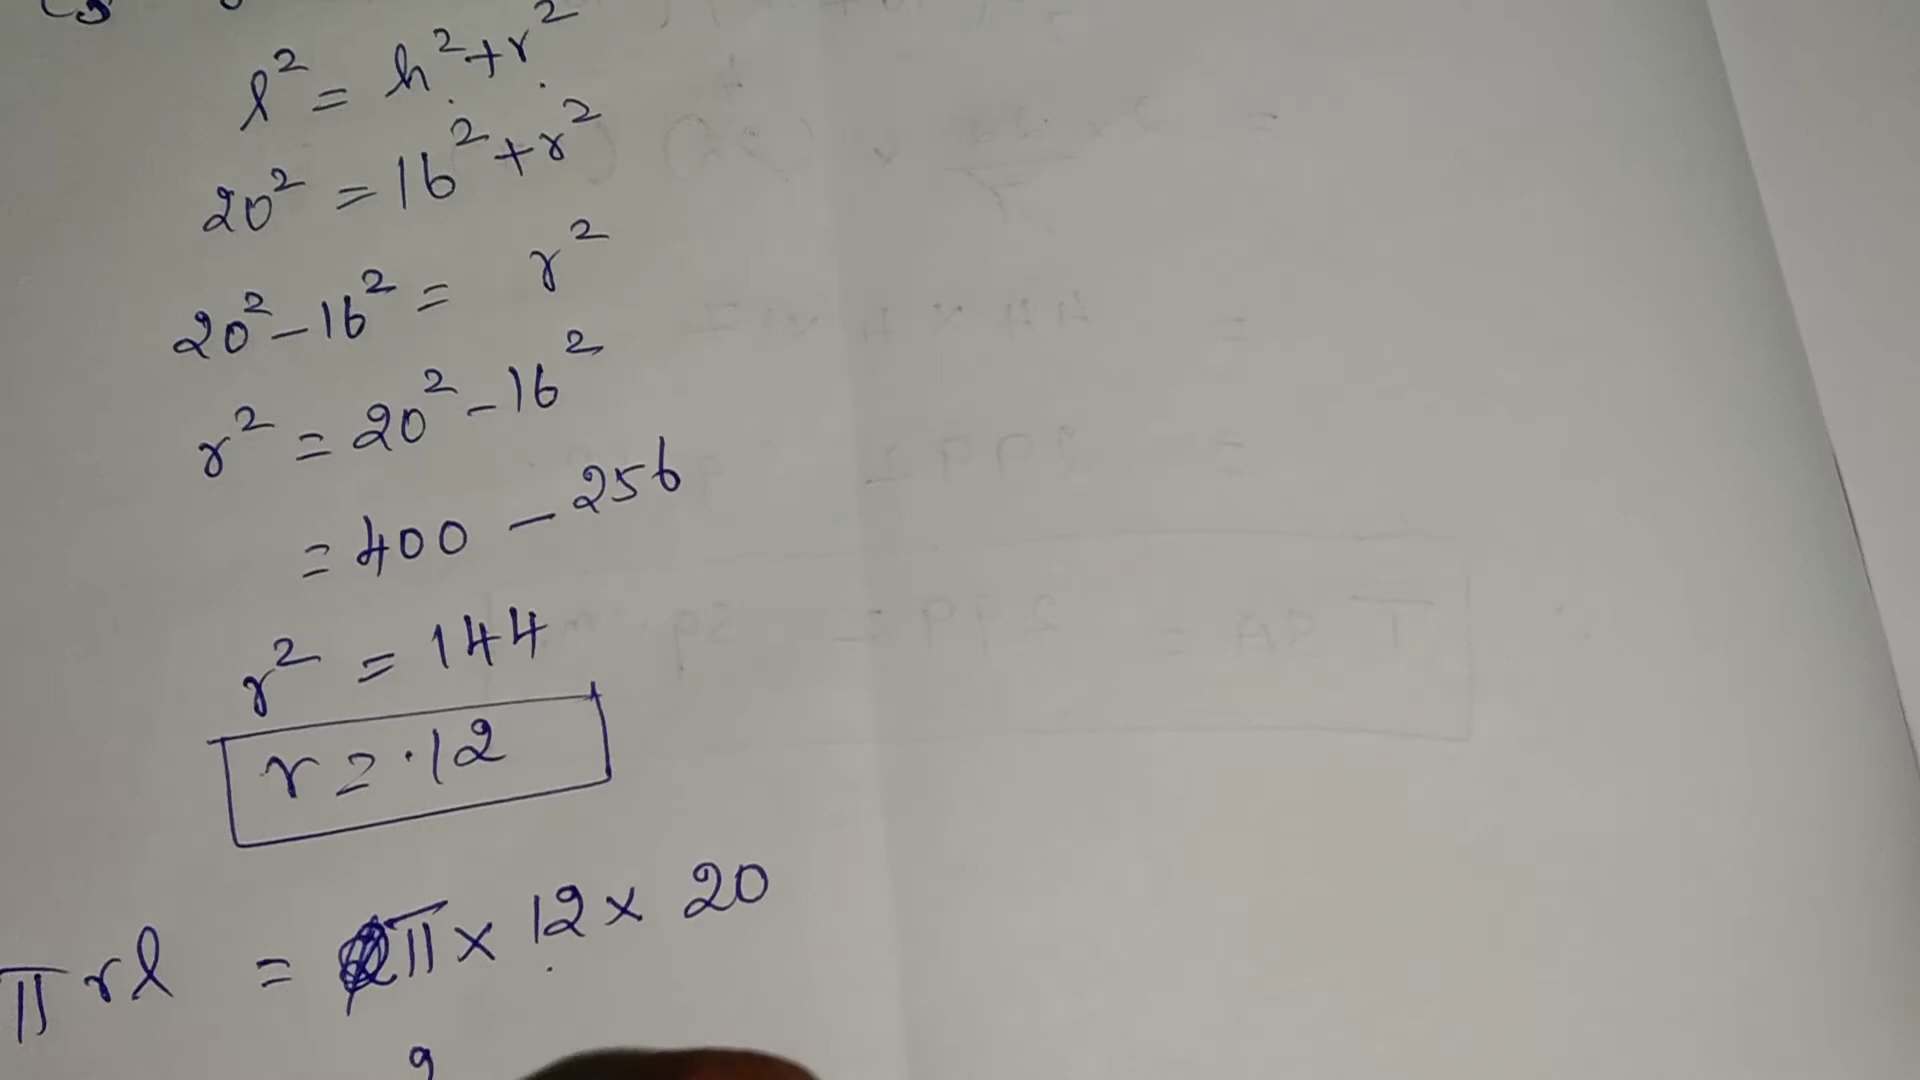 l² = h² + r²
20² = 16² + r²
20² - 16² = r²
r² = 20² - 16²
= 400 - 256
r² = 144
r = 12
π r l = π × 12 × 20